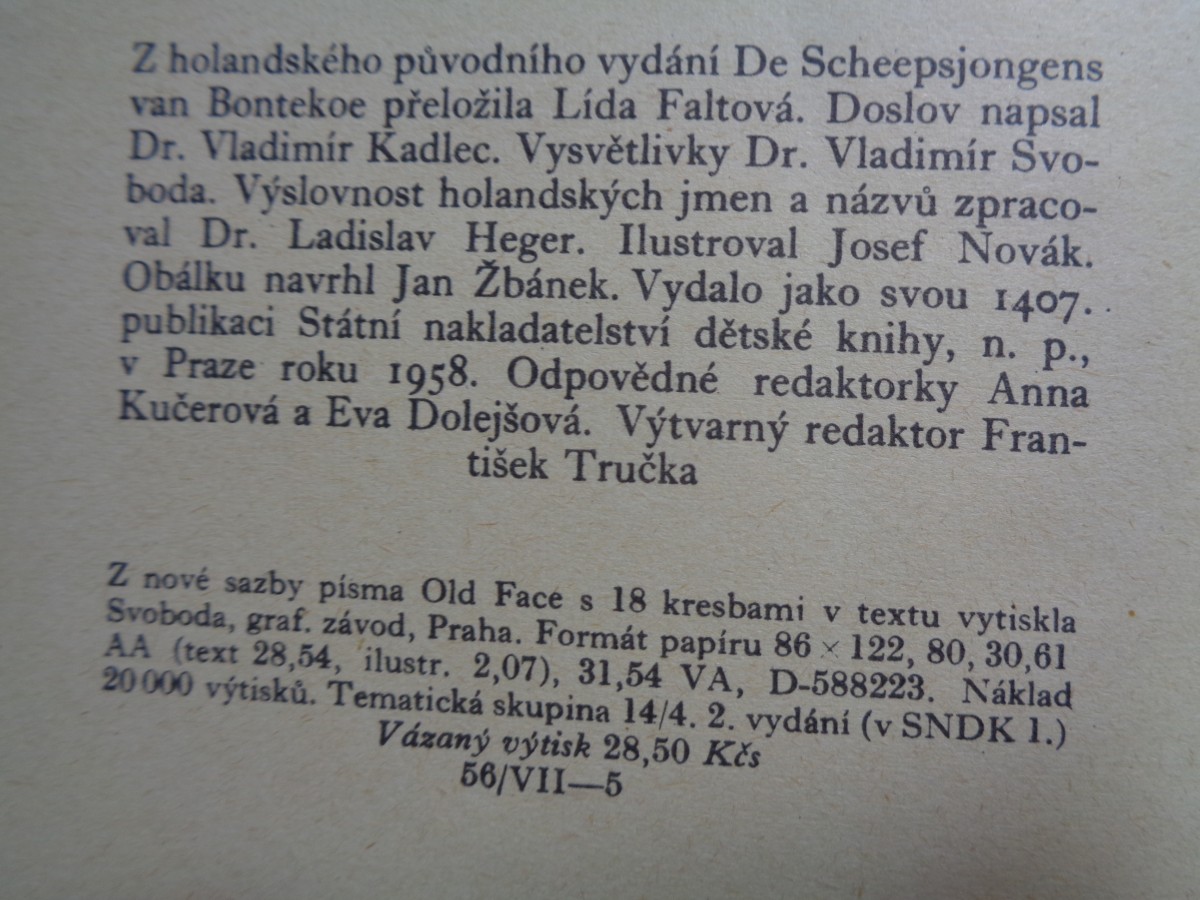 Z holandského původního vydání De Scheepsjongens
van Bontekoe přeložila Lída Faltová. Doslov napsal
Dr. Vladimír Kadlec. Vysvětlivky Dr. Vladimír Svo-
boda. Výslovnost holandských jmen a názvů zpraco-
val Dr. Ladislav Heger. Ilustroval Josef Novák.
Obálku navrhl Jan Žbánek. Vydalo jako svou 1407.
publikaci Státní nakladatelství dětské knihy, n. p.,
v Praze roku 1958. Odpovědné redaktorky Anna
Kučerová a Eva Dolejšová. Výtvarný redaktor Fran-
tišek Tručka
Z nové sazby písma Old Face s 18 kresbami v textu vytiskla
Svoboda, graf. závod, Praha. Formát papíru 86 × 122, 80, 30,61
AA (text 28,54, ilustr. 2,07), 31,54 VA, D-588223. Náklad
20 000 výtisků. Tematická skupina 14/4. 2. vydání (v SNDK 1.)
Vázaný výtisk 28,50 Kčs
56/VII—5